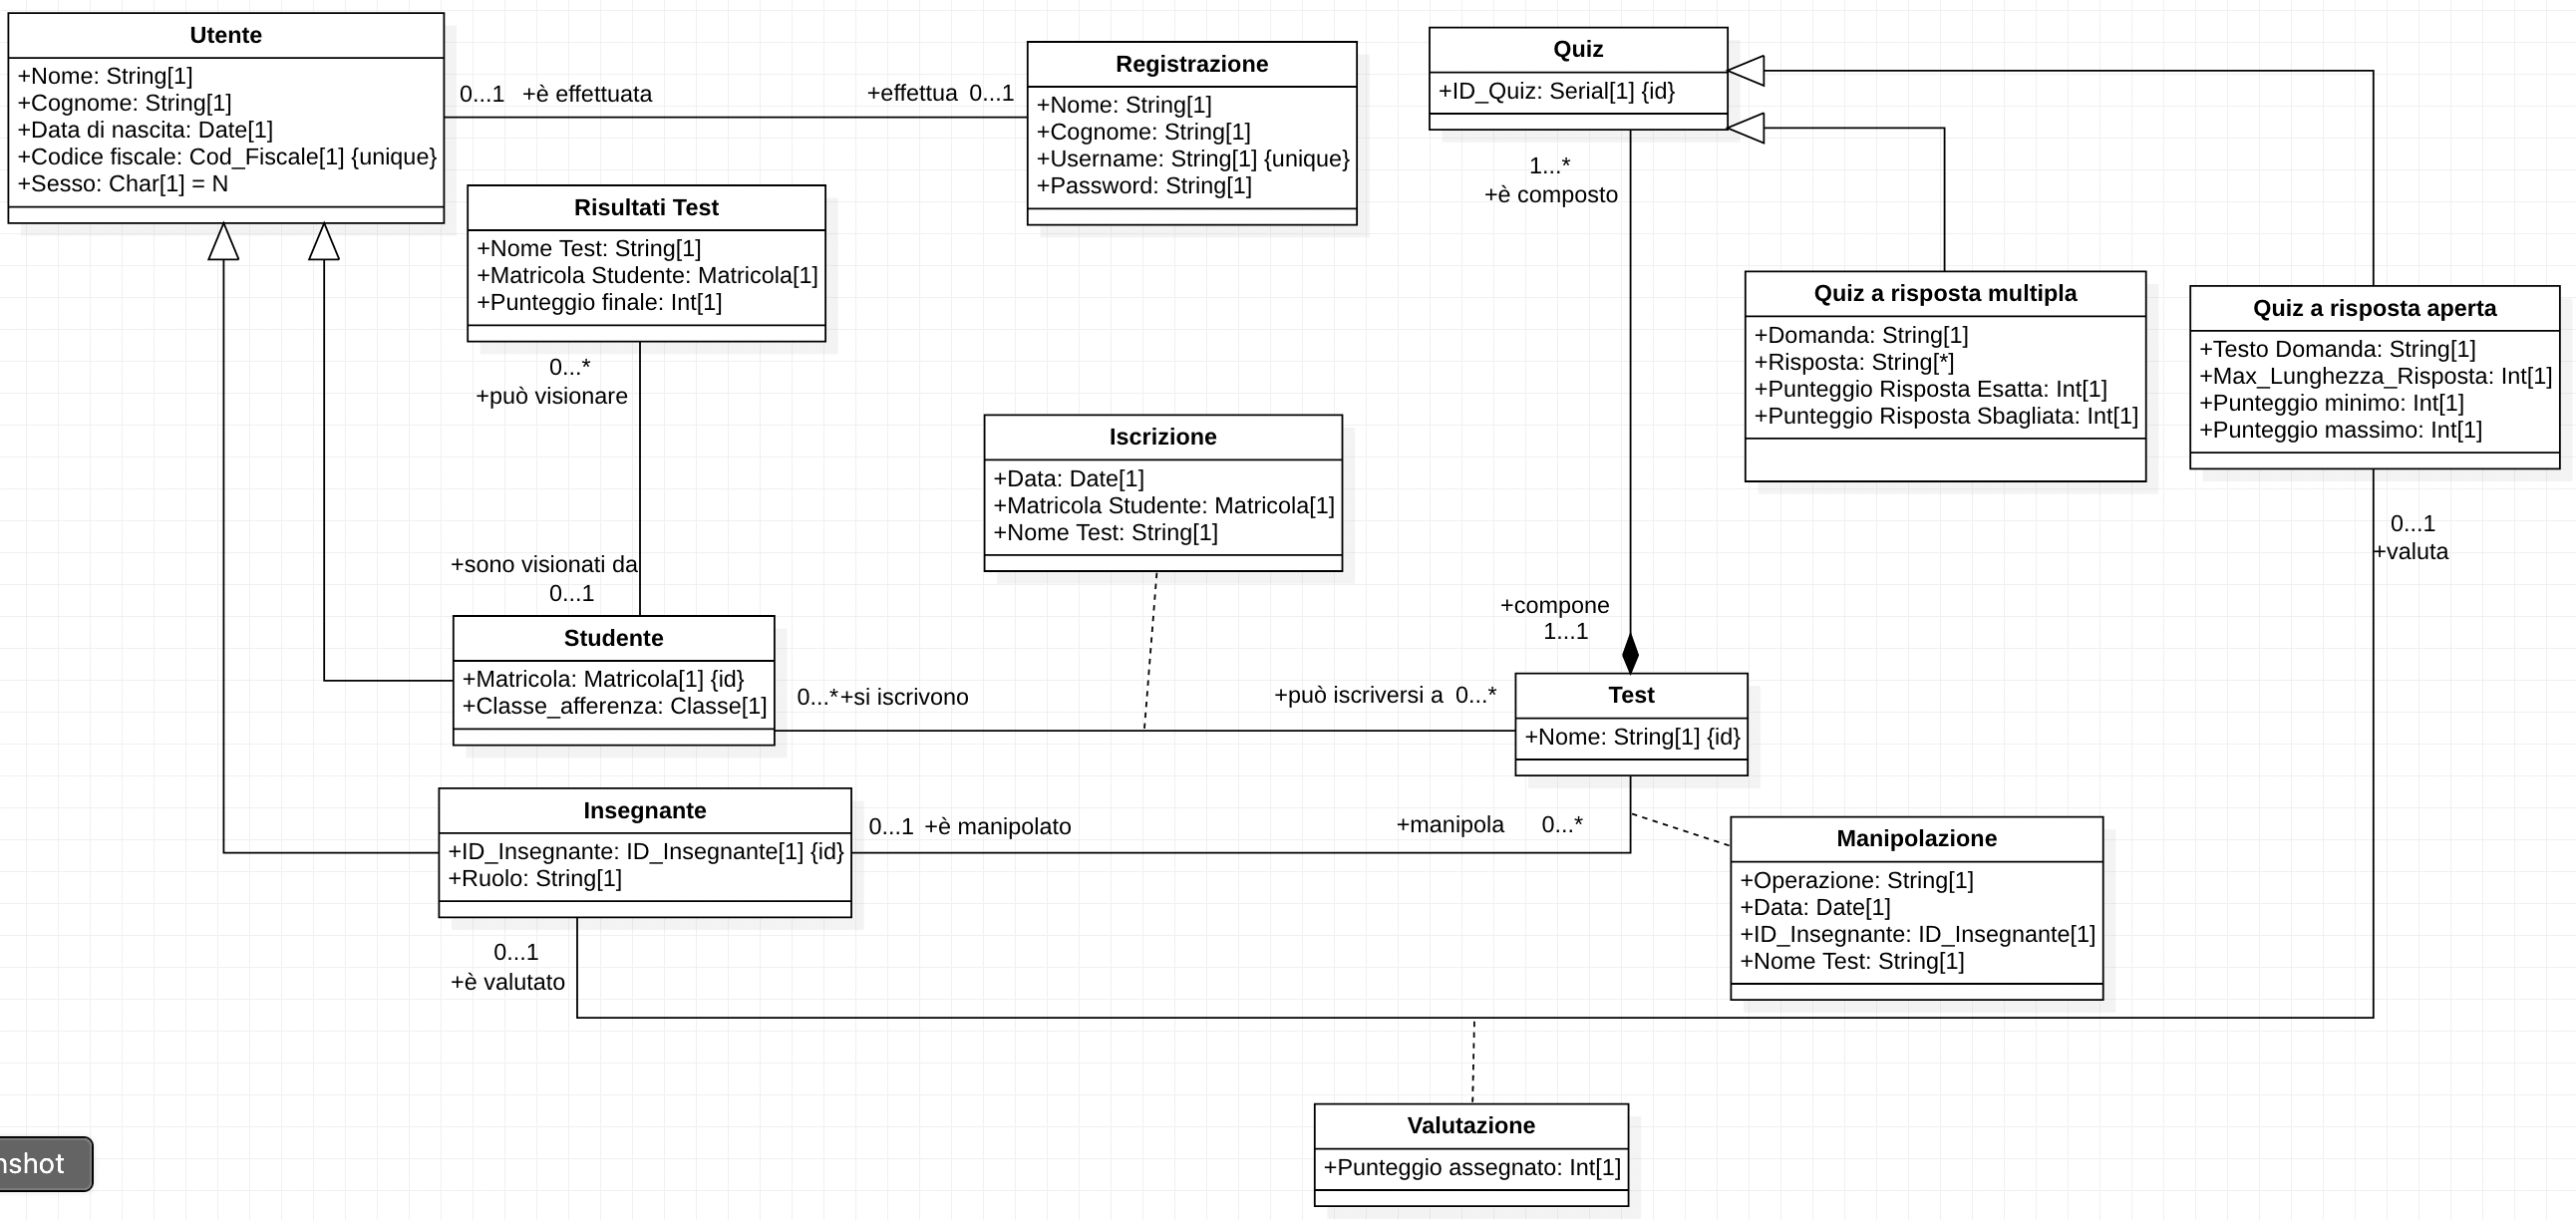 Utente
+Nome: String[1]
+Cognome: String[1]
+Data di nascita: Date[1]
+Codice fiscale: Cod_Fiscale[1] {unique}
+Sesso: Char[1] = N
0...1 +è effettuata
+effettua 0...1
Registrazione
+Nome: String[1]
+Cognome: String[1]
+Username: String[1] {unique}
+Password: String[1]
Quiz
+ID_Quiz: Serial[1] {id}
1...*
+è composto
Risultati Test
+Nome Test: String[1]
+Matricola Studente: Matricola[1]
+Punteggio finale: Int[1]
0...*
+può visionare
Quiz a risposta multipla
+Domanda: String[1]
+Risposta: String[*]
+Punteggio Risposta Esatta: Int[1]
+Punteggio Risposta Sbagliata: Int[1]
Quiz a risposta aperta
+Testo Domanda: String[1]
+Max_Lunghezza_Risposta: Int[1]
+Punteggio minimo: Int[1]
+Punteggio massimo: Int[1]
0...1
+valuta
Iscrizione
+Data: Date[1]
+Matricola Studente: Matricola[1]
+Nome Test: String[1]
+sono visionati da
0...1
+compone
1...1
Studente
+Matricola: Matricola[1] {id}
+Classe_afferenza: Classe[1]
0...* +si iscrivono
+può iscriversi a 0...*
Test
+Nome: String[1] {id}
Insegnante
+ID_Insegnante: ID_Insegnante[1] {id}
+Ruolo: String[1]
0...1 +è manipolato
+manipola 0...*
Manipolazione
+Operazione: String[1]
+Data: Date[1]
+ID_Insegnante: ID_Insegnante[1]
+Nome Test: String[1]
0...1
+è valutato
Valutazione
+Punteggio assegnato: Int[1]
nshot